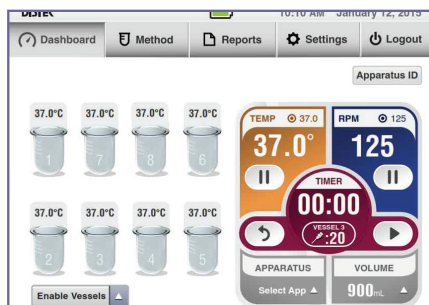 DISTEK 10:10 AM January 12, 2015
Dashboard Method Reports Settings Logout
Apparatus ID
37.0°C 37.0°C 37.0°C 37.0°C
1 7 8 6
37.0°C 37.0°C 37.0°C 37.0°C
2 3 4 5
Enable Vessels
TEMP 37.0 RPM 125
37.0° 125
TIMER
00:00
VESSEL 3
:20
APPARATUS VOLUME
Select App 900mL